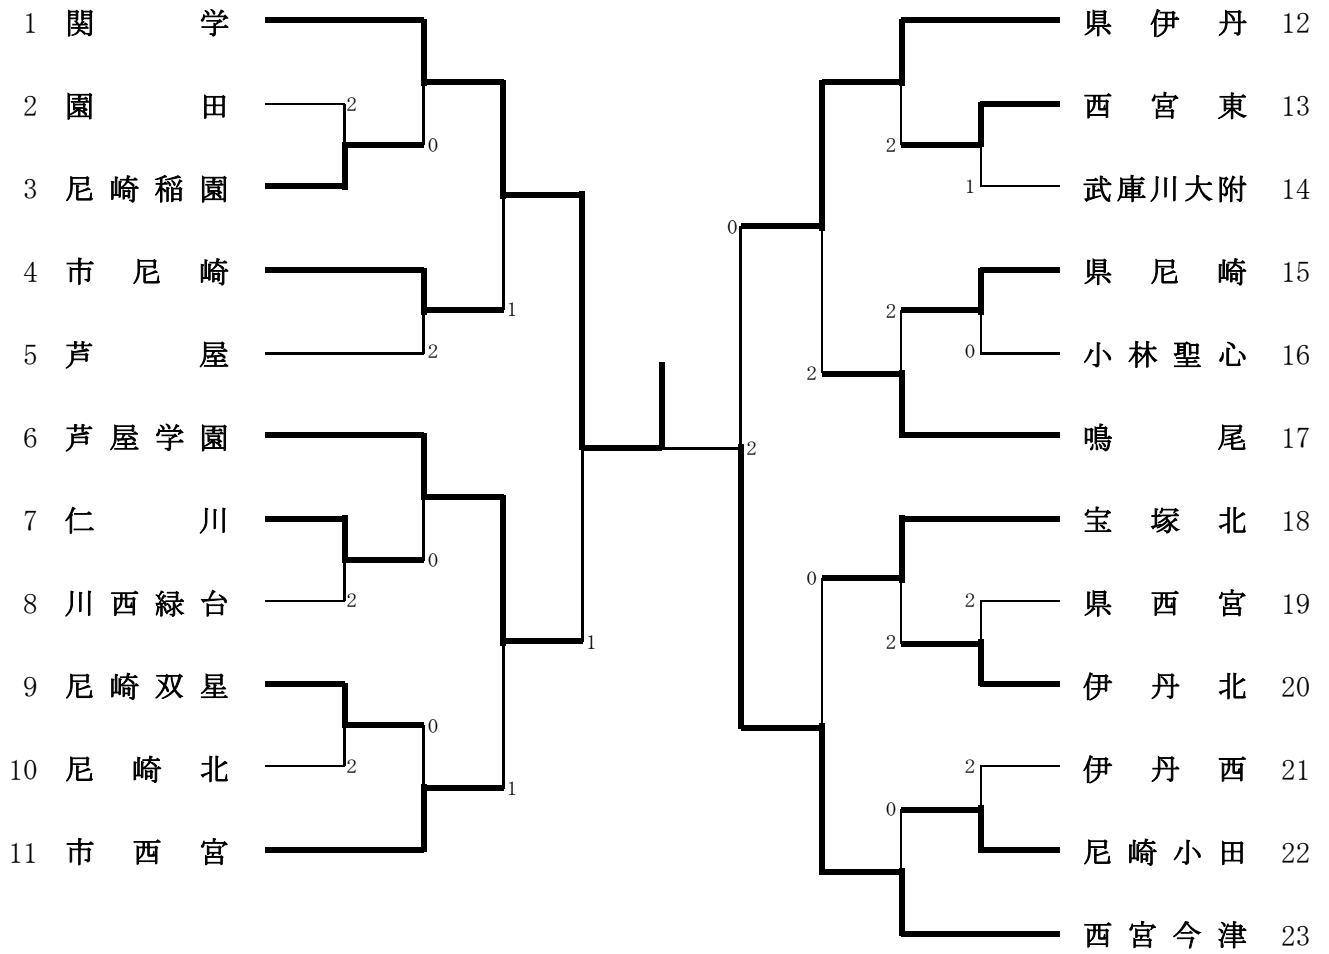 1 関学
2 園田
3 尼崎稲園
4 市尼崎
5 芦屋
6 芦屋学園
7 仁川
8 川西緑台
9 尼崎双星
10 尼崎北
11 市西宮
2
0
1
2
0
2
1
0
2
1
2
0
2
1
2
0
2
0
2
2
2
0
県伊丹 12
西宮東 13
武庫川大附 14
県尼崎 15
小林聖心 16
鳴尾 17
宝塚北 18
県西宮 19
伊丹北 20
伊丹西 21
尼崎小田 22
西宮今津 23